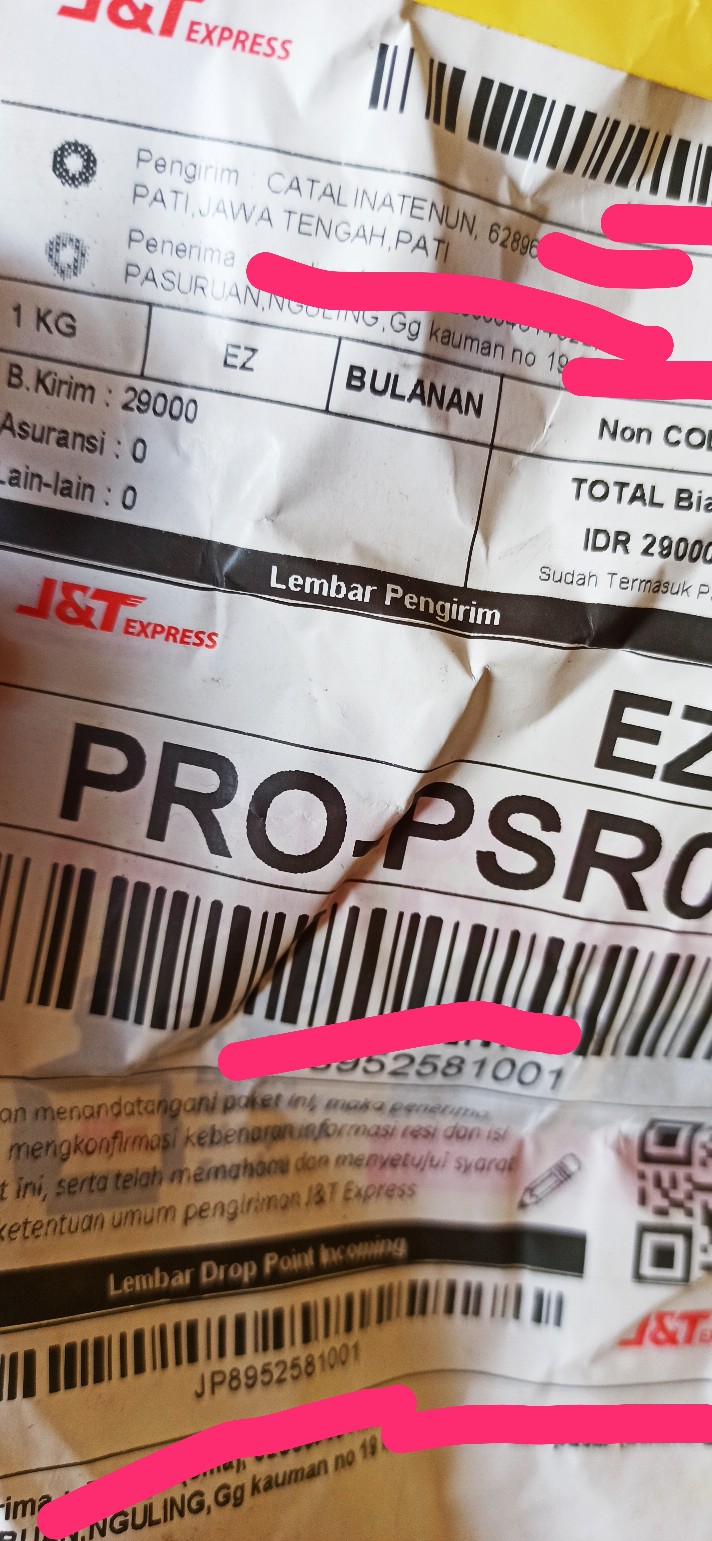 J&T EXPRESS
Pengirim : CATALINATENUN, 62896
PATI,JAWA TENGAH,PATI
Penerima
PASURUAN,NGULING,Gg kauman no 19
1 KG
EZ
BULANAN
Non COD
B.Kirim : 29000
Asuransi : 0
Lain-lain : 0
TOTAL Bia
IDR 29000
Sudah Termasuk P
Lembar Pengirim
J&T EXPRESS
EZ
PRO-PSR0
8952581001
an menandatangani paket ini, maka penerima
mengkonfirmasi kebenaran informasi resi dan isi
t ini, serta telah memahami dan menyetujui syarat
ketentuan umum pengiriman J&T Express
Lembar Drop Point Incoming
J&T E
JP8952581001
rima
RUAN,NGULING,Gg kauman no 19